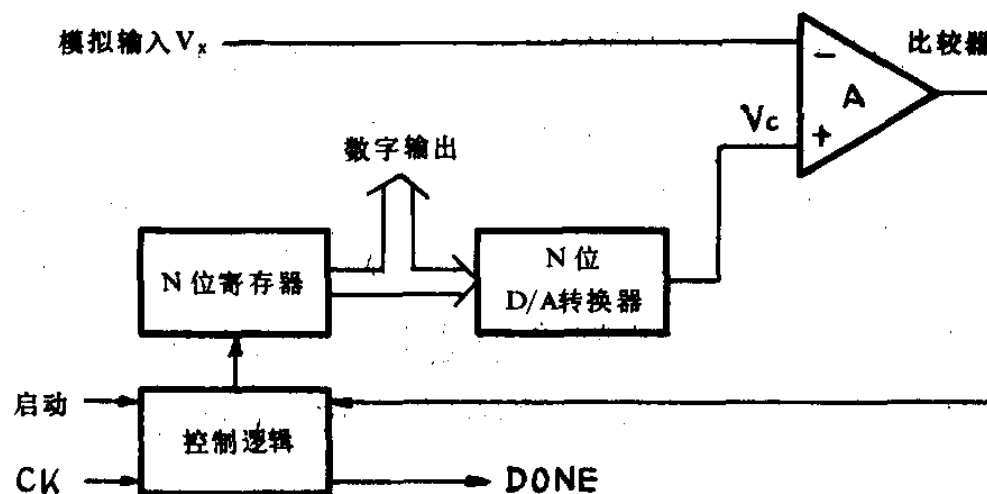 模拟输入Vx
比较器
−
A
Vc
+
数字输出
N位寄存器
N位
D/A转换器
启动
控制逻辑
CK
DONE